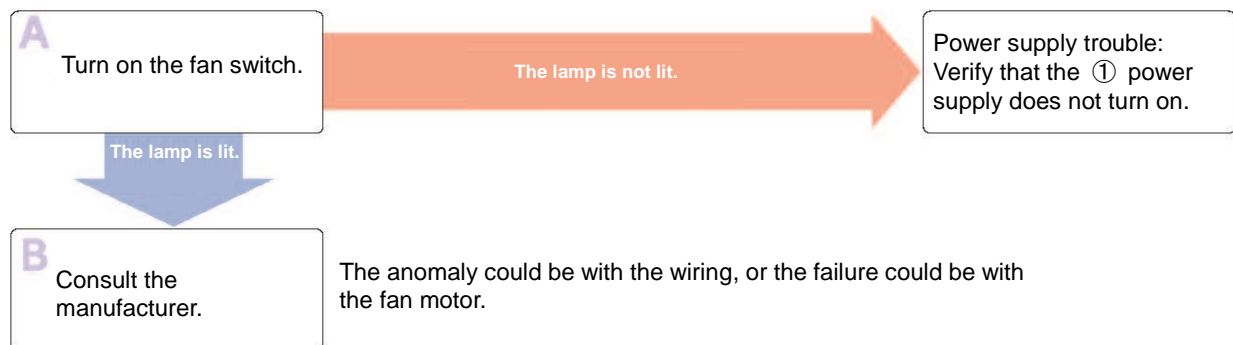 A
Turn on the fan switch.
The lamp is not lit.
Power supply trouble:
Verify that the ① power
supply does not turn on.
The lamp is lit.
B
Consult the
manufacturer.
The anomaly could be with the wiring, or the failure could be with
the fan motor.